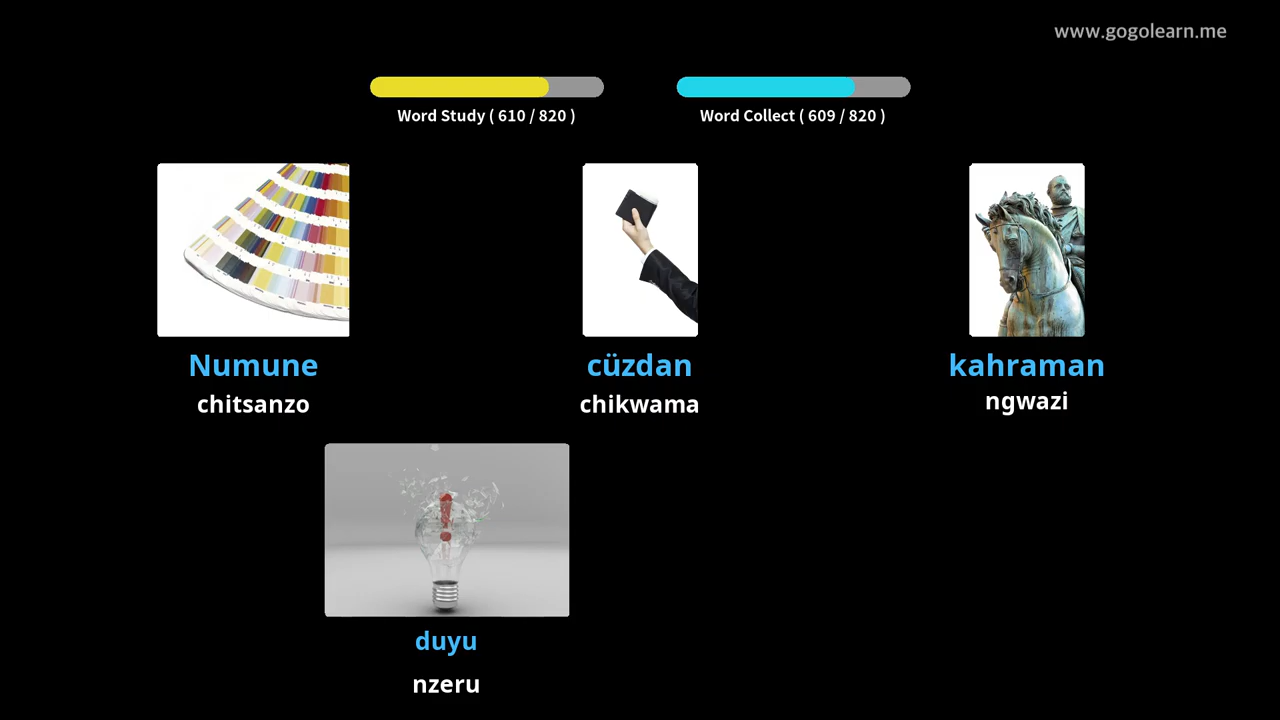 www.gogolearn.me
Word Study ( 610 / 820 )
Word Collect ( 609 / 820 )
Numune
chitsanzo
cüzdan
chikwama
kahraman
ngwazi
duyu
nzeru